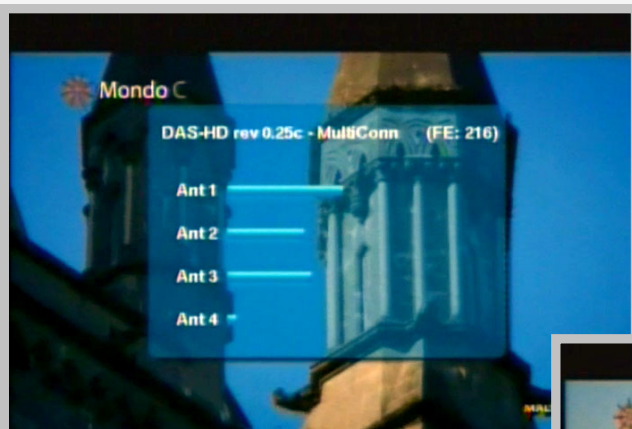 Mondo C
DAS-HD rev 0.25c - MultiConn (FE: 216)
Ant 1
Ant 2
Ant 3
Ant 4